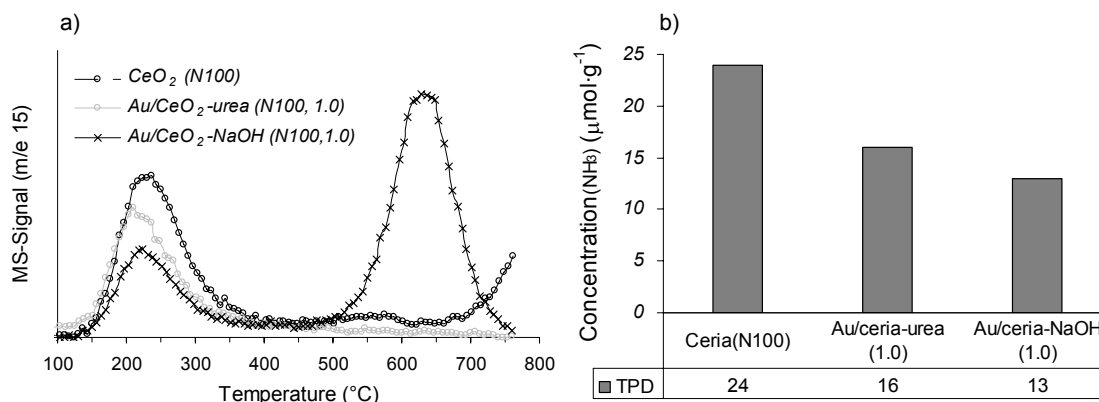 a)
MS-Signal (m/e 15)
CeO₂ (N100)
Au/CeO₂-urea (N100, 1.0)
Au/CeO₂-NaOH (N100,1.0)
100 200 300 400 500 600 700 800
Temperature (°C)
b)
Concentration(NH³) (μmol·g⁻¹)
25
20
15
10
5
0
Ceria(N100) Au/ceria-urea (1.0) Au/ceria-NaOH (1.0)
TPD 24 16 13